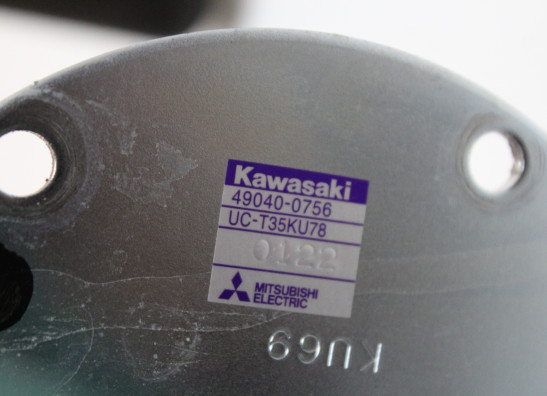 Kawasaki
49040-0756
UC-T35KU78
0122
MITSUBISHI
ELECTRIC
KU69